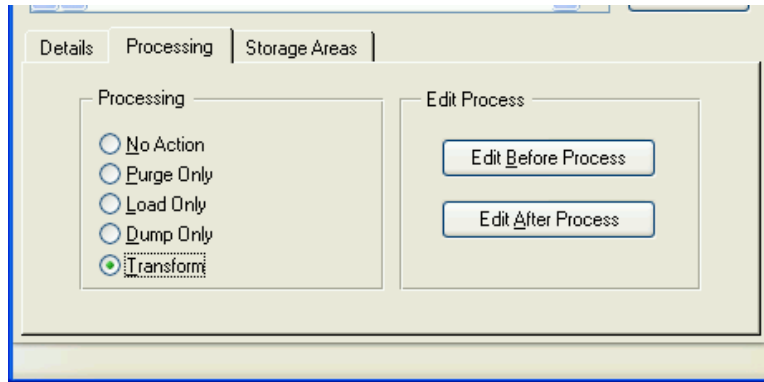 Details Processing Storage Areas
Processing
No Action
Purge Only
Load Only
Dump Only
Transform
Edit Process
Edit Before Process
Edit After Process